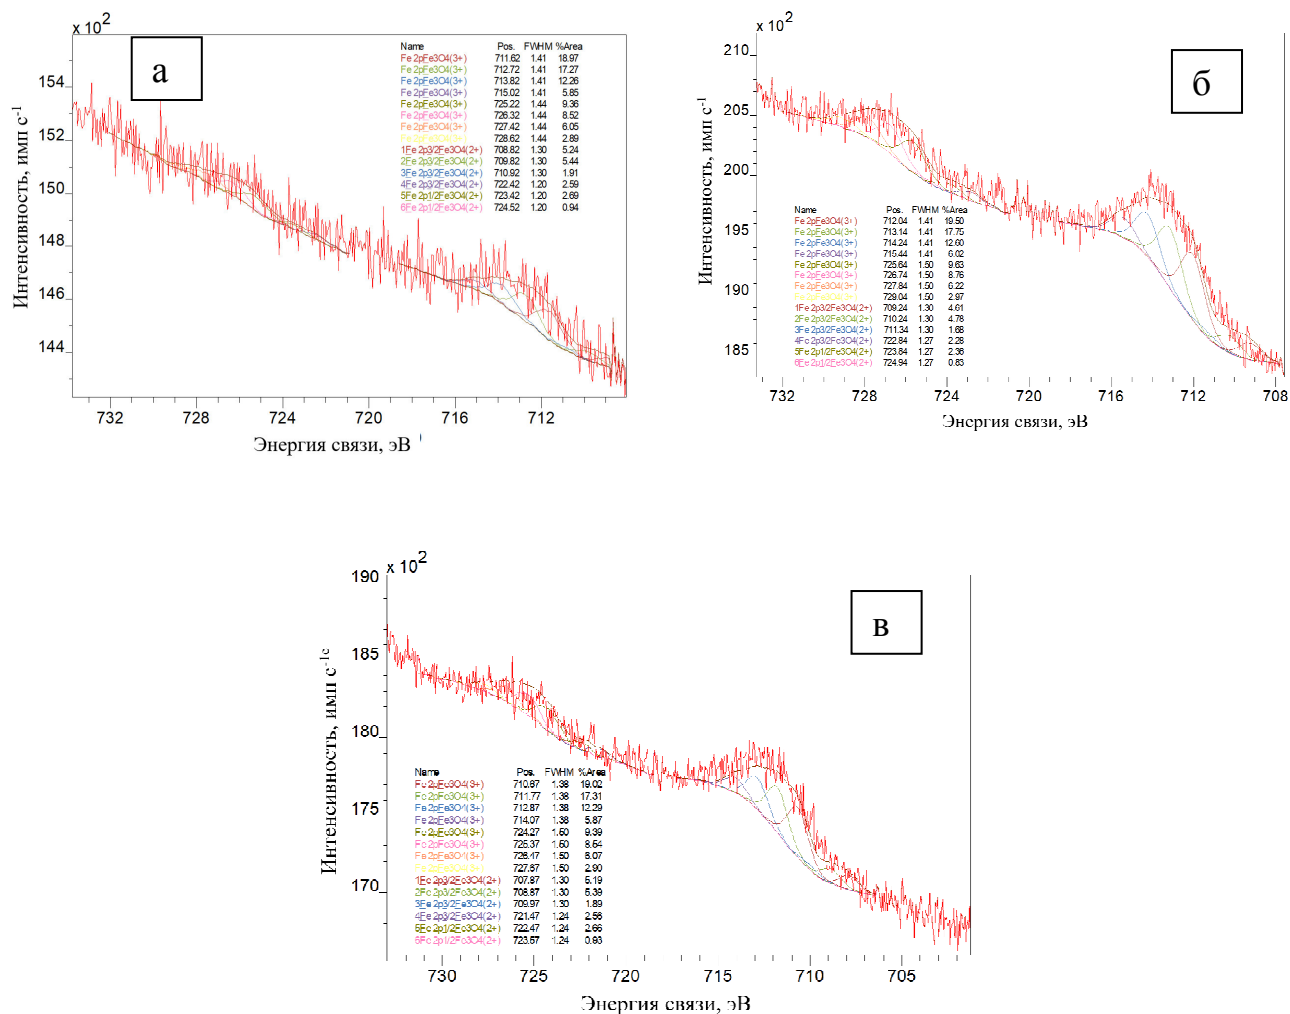 x 10²
а
Name Pos. FWHM %Area
Fe 2pFe3O4(3+) 711.62 1.41 18.97
Fe 2pFe3O4(3+) 712.72 1.41 17.27
Fe 2pFe3O4(3+) 713.82 1.41 12.26
Fe 2pFe3O4(3+) 715.02 1.41 5.85
Fe 2pFe3O4(3+) 725.22 1.44 9.36
Fe 2pFe3O4(3+) 726.32 1.44 8.52
Fe 2pFe3O4(3+) 727.42 1.44 6.05
Fe 2pFe3O4(3+) 728.62 1.44 2.89
1Fe 2p3/2Fe3O4(2+) 708.82 1.30 5.24
2Fe 2p3/2Fe3O4(2+) 709.82 1.30 5.44
3Fe 2p3/2Fe3O4(2+) 710.92 1.30 1.91
4Fe 2p3/2Fe3O4(2+) 722.42 1.20 2.59
5Fe 2p1/2Fe3O4(2+) 723.42 1.20 2.69
6Fe 2p1/2Fe3O4(2+) 724.52 1.20 0.94
154
152
150
148
146
144
Интенсивность, имп с⁻¹
732 728 724 720 716 712
Энергия связи, эВ
x 10²
б
210
205
200
195
190
185
Интенсивность, имп с⁻¹
Name Pos. FWHM %Area
Fe 2pFe3O4(3+) 712.04 1.41 19.50
Fe 2pFe3O4(3+) 713.14 1.41 17.75
Fe 2pFe3O4(3+) 714.24 1.41 12.60
Fe 2pFe3O4(3+) 715.44 1.41 6.02
Fe 2pFe3O4(3+) 725.64 1.50 9.63
Fe 2pFe3O4(3+) 726.74 1.50 8.76
Fe 2pFe3O4(3+) 727.84 1.50 6.22
Fe 2pFe3O4(3+) 729.04 1.50 2.97
1Fe 2p3/2Fe3O4(2+) 709.24 1.30 4.61
2Fe 2p3/2Fe3O4(2+) 710.24 1.30 4.78
3Fe 2p3/2Fe3O4(2+) 711.34 1.30 1.68
4Fe 2p3/2Fe3O4(2+) 722.84 1.27 2.28
5Fe 2p1/2Fe3O4(2+) 723.84 1.27 2.36
6Fe 2p1/2Fe3O4(2+) 724.94 1.27 0.83
732 728 724 720 716 712 708
Энергия связи, эВ
x 10²
в
190
185
180
175
170
Интенсивность, имп с⁻¹с
Name Pos. FWHM %Area
Fe 2pFe3O4(3+) 710.67 1.38 19.02
Fe 2pFe3O4(3+) 711.77 1.38 17.31
Fe 2pFe3O4(3+) 712.87 1.38 12.29
Fe 2pFe3O4(3+) 714.07 1.38 5.87
Fe 2pFe3O4(3+) 724.27 1.50 9.39
Fe 2pFe3O4(3+) 725.37 1.50 8.54
Fe 2pFe3O4(3+) 726.47 1.50 6.07
Fe 2pFe3O4(3+) 727.67 1.50 2.90
1Fe 2p3/2Fe3O4(2+) 707.87 1.30 5.19
2Fe 2p3/2Fe3O4(2+) 708.87 1.30 5.39
3Fe 2p3/2Fe3O4(2+) 709.97 1.30 1.89
4Fe 2p3/2Fe3O4(2+) 721.47 1.24 2.56
5Fe 2p1/2Fe3O4(2+) 722.47 1.24 2.66
6Fe 2p1/2Fe3O4(2+) 723.57 1.24 0.93
730 725 720 715 710 705
Энергия связи, эВ